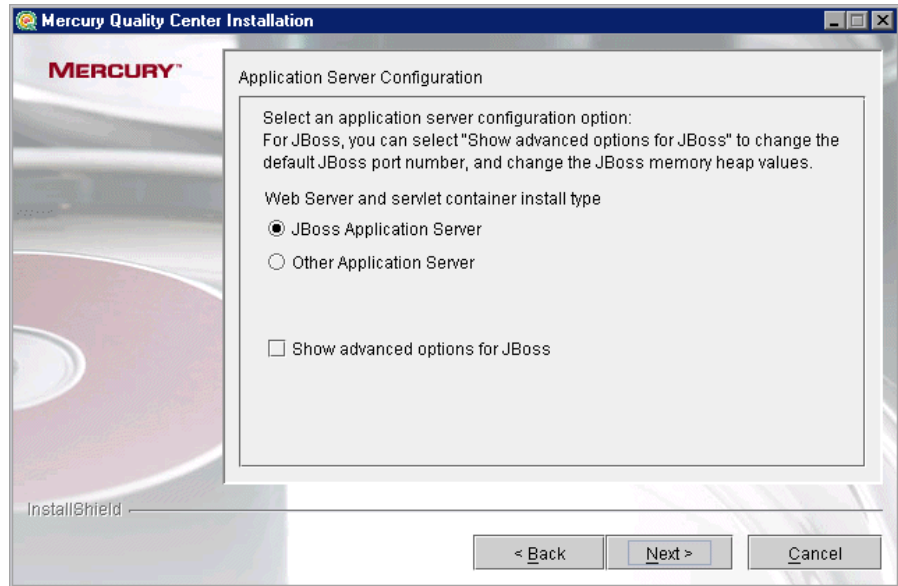 Mercury Quality Center Installation
MERCURY™
Application Server Configuration
Select an application server configuration option:
For JBoss, you can select "Show advanced options for JBoss" to change the
default JBoss port number, and change the JBoss memory heap values.
Web Server and servlet container install type
JBoss Application Server
Other Application Server
Show advanced options for JBoss
InstallShield
< Back
Next >
Cancel